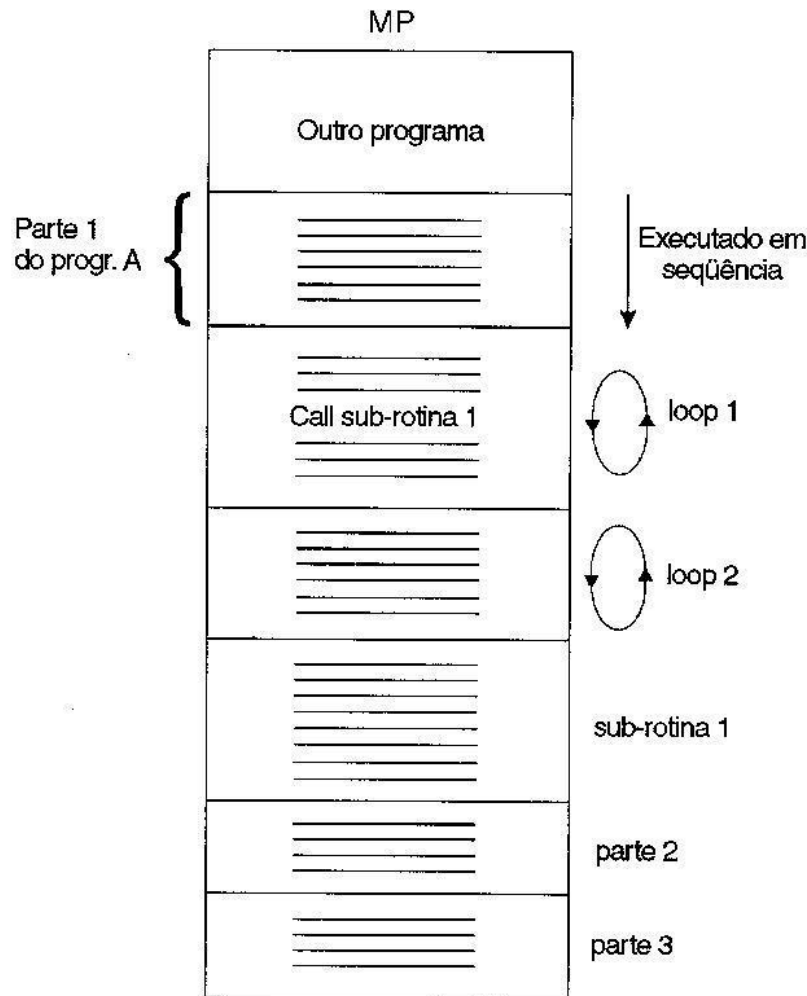 MP
Outro programa
Parte 1
do progr. A
Executado em
seqüência
Call sub-rotina 1
loop 1
loop 2
sub-rotina 1
parte 2
parte 3